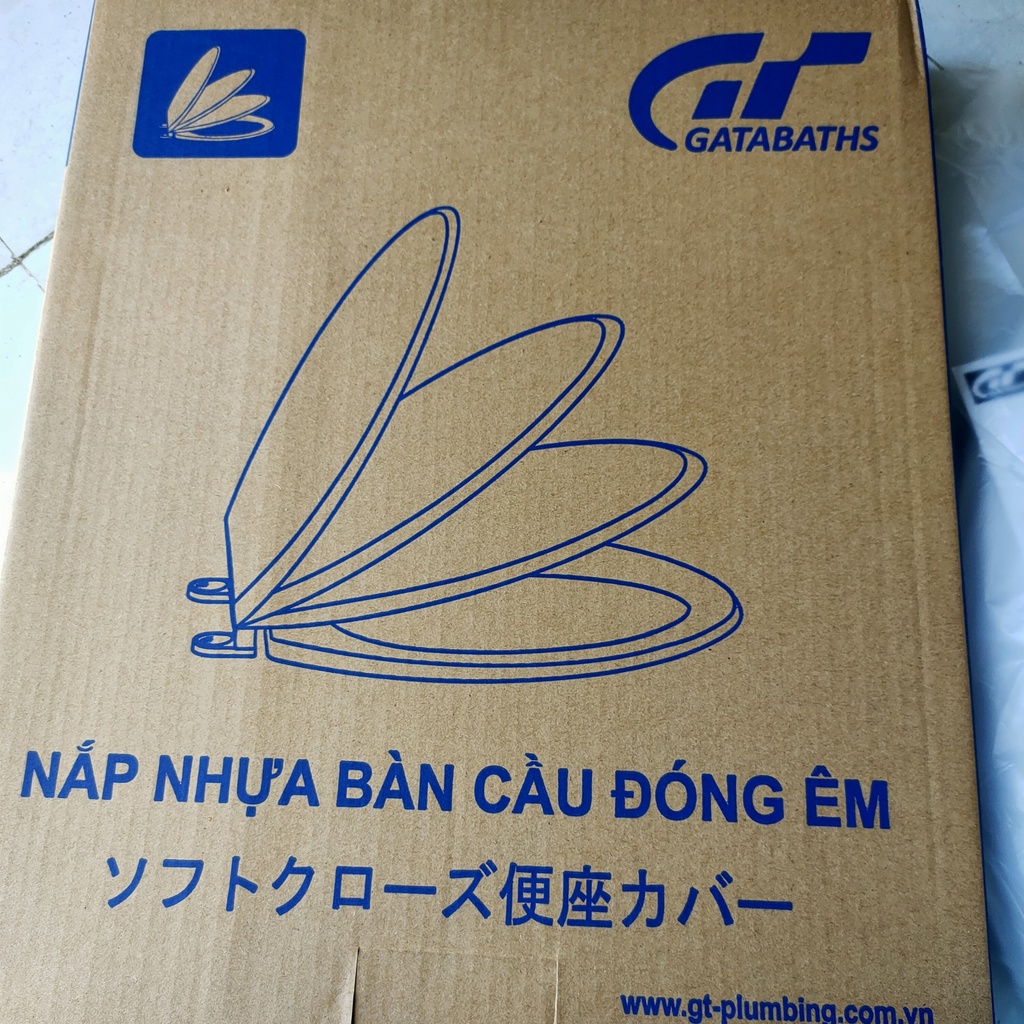 GT
GATABATHS
NẮP NHỰA BÀN CẦU ĐÓNG ÊM
ソフトクローズ便座カバー
www.gt-plumbing.com.vn